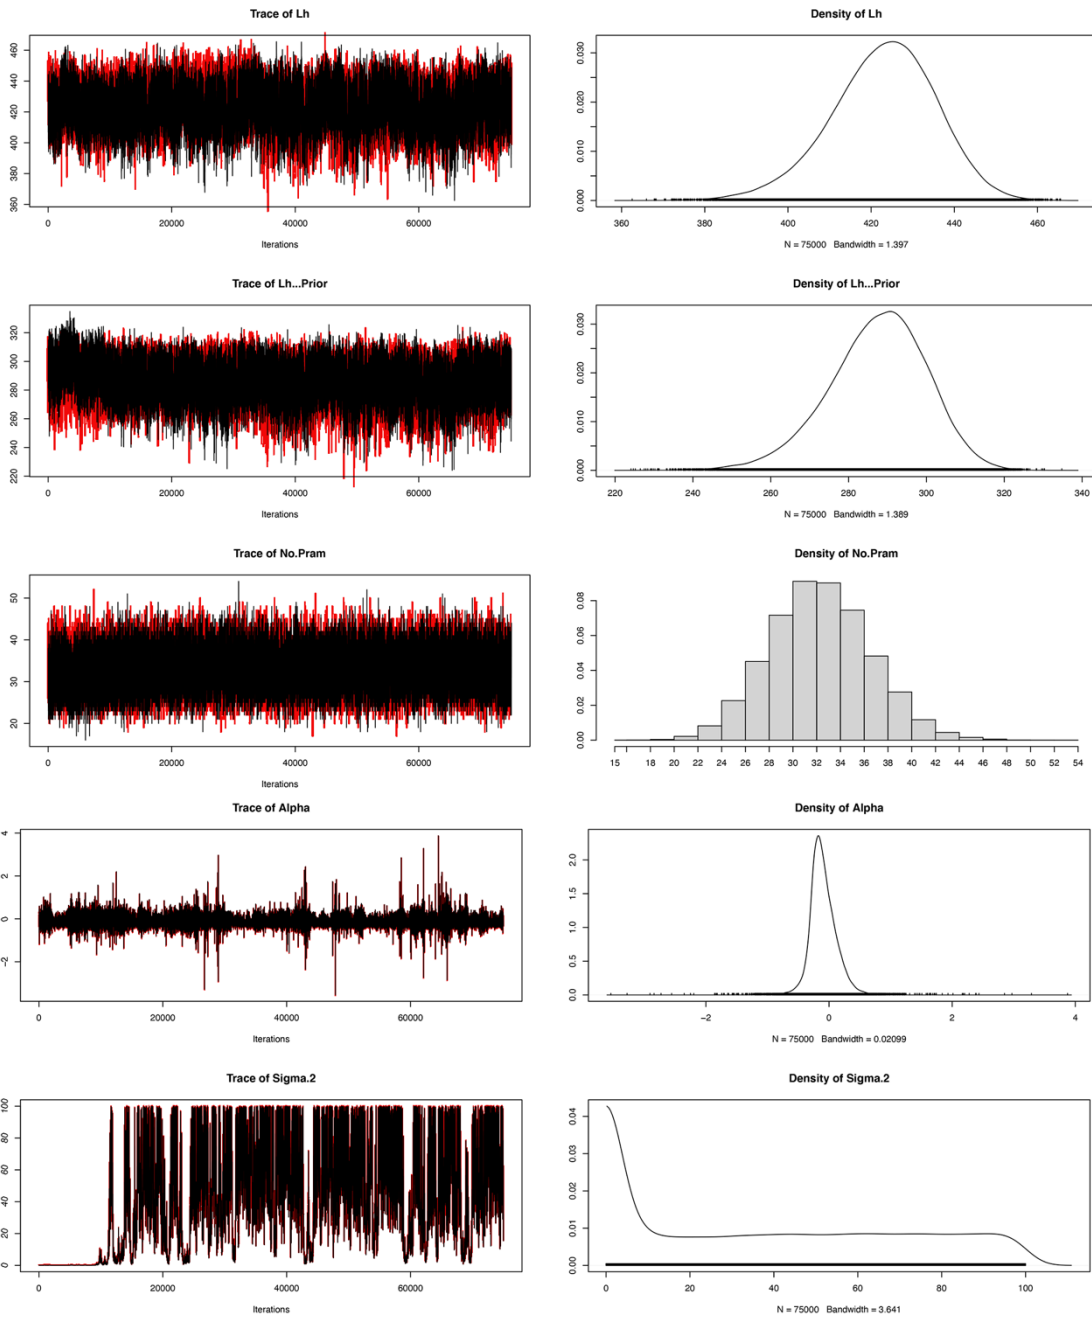 Trace of Lh
Density of Lh
360 380 400 420 440 460
0 20000 40000 60000
Iterations
0.000 0.010 0.020 0.030
360 380 400 420 440 460
N = 75000 Bandwidth = 1.397
Trace of Lh...Prior
Density of Lh...Prior
220 240 260 280 300 320
0 20000 40000 60000
Iterations
0.000 0.010 0.020 0.030
220 240 260 280 300 320 340
N = 75000 Bandwidth = 1.389
Trace of No.Pram
Density of No.Pram
20 30 40 50
0 20000 40000 60000
Iterations
0.00 0.02 0.04 0.06 0.08
15 18 20 22 24 26 28 30 32 34 36 38 40 42 44 46 48 50 52 54
Trace of Alpha
Density of Alpha
−2 0 2 4
0 20000 40000 60000
Iterations
0.0 0.5 1.0 1.5 2.0
−2 0 2 4
N = 75000 Bandwidth = 0.02099
Trace of Sigma.2
Density of Sigma.2
0 20 40 60 80 100
0 20000 40000 60000
Iterations
0.00 0.01 0.02 0.03 0.04
0 20 40 60 80 100
N = 75000 Bandwidth = 3.641